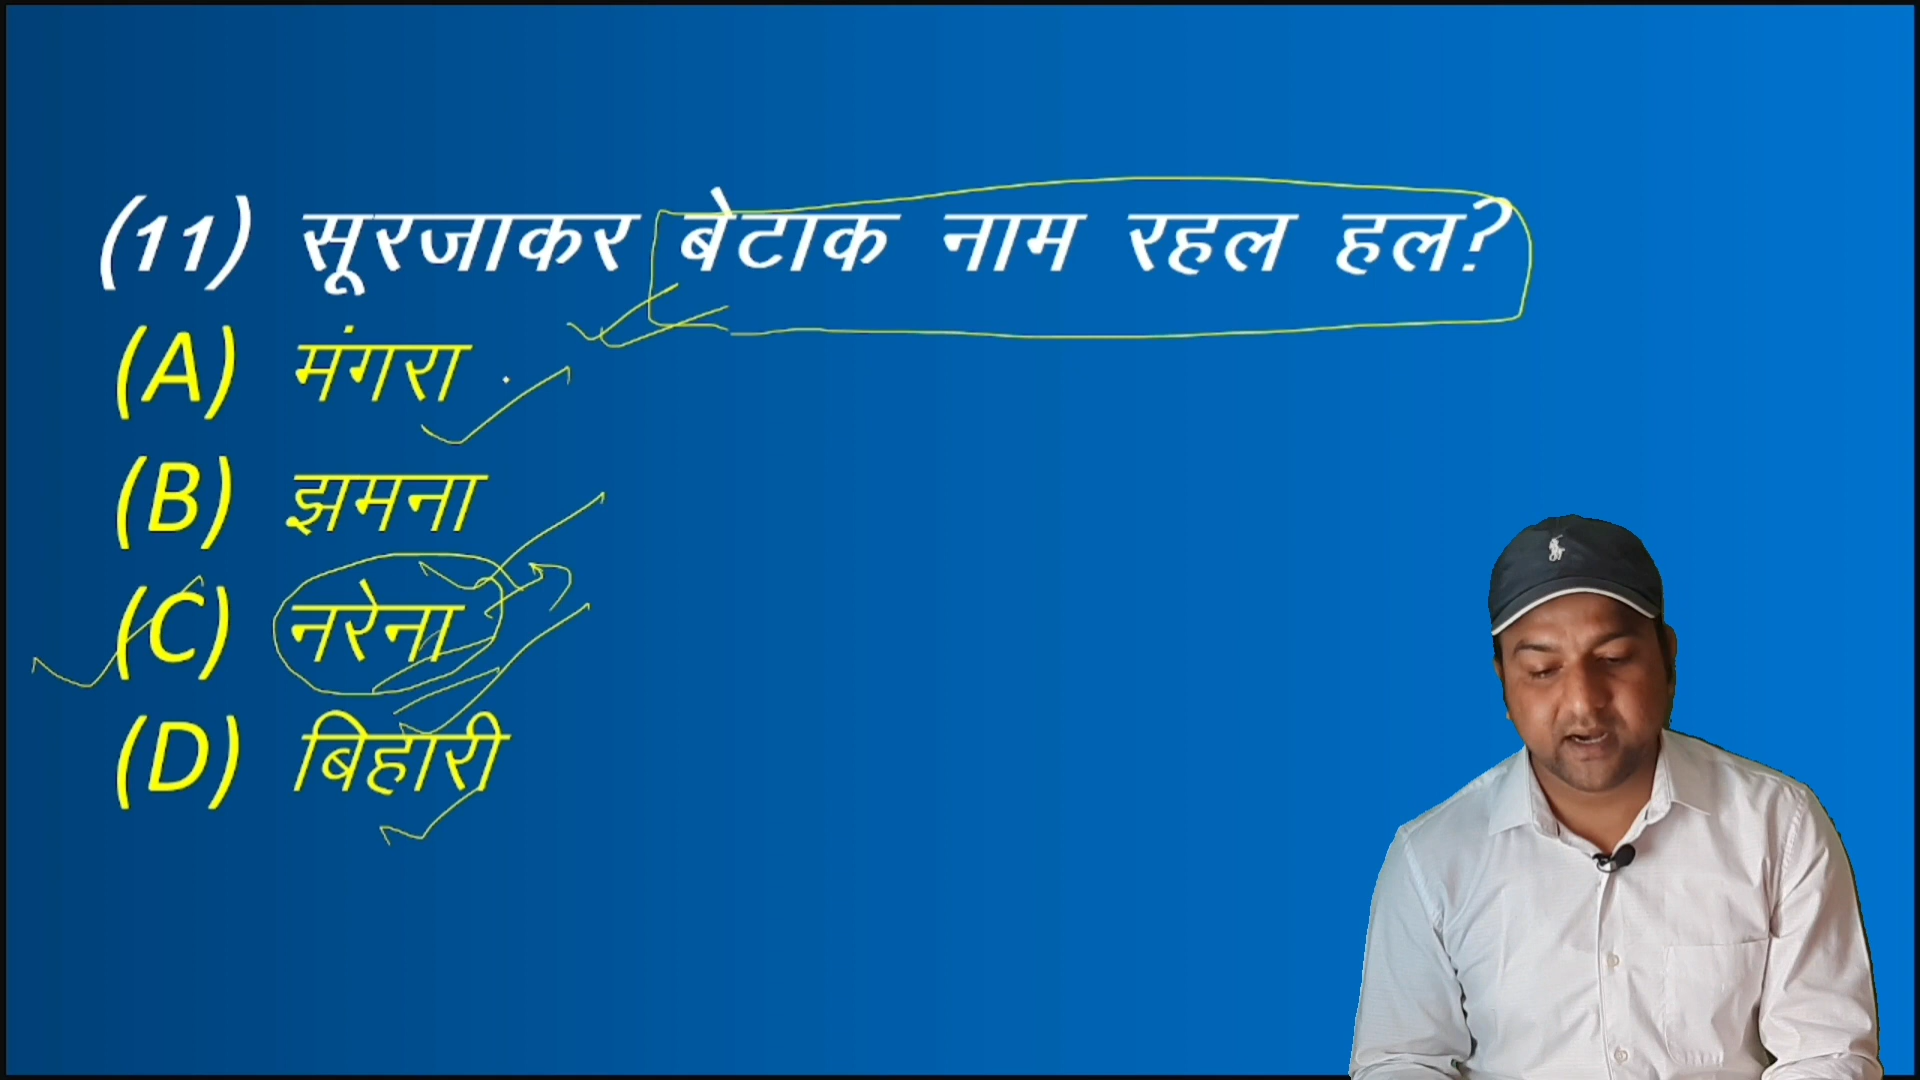 (11) सूरजाकर बेटाक नाम रहल हल?
(A) मंगरा
(B) झमना
(C) नरेना
(D) बिहारी